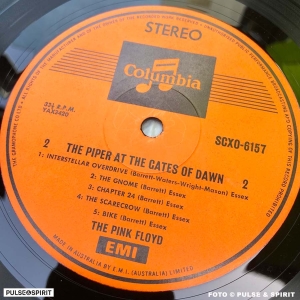 STEREO
Columbia
33⅓ R.P.M.
YAX3420
SCXO-6157
2 THE PIPER AT THE GATES OF DAWN 2
1: INTERSTELLAR OVERDRIVE (Barrett-Waters-Wright-Mason) Essex
2: THE GNOME (Barrett) Essex
3: CHAPTER 24 (Barrett) Essex
4: THE SCARECROW (Barrett) Essex
5: BIKE (Barrett) Essex
THE PINK FLOYD
EMI
MADE IN AUSTRALIA BY E.M.I. (AUSTRALIA) LIMITED
PULSE & SPIRIT
FOTO © PULSE & SPIRIT